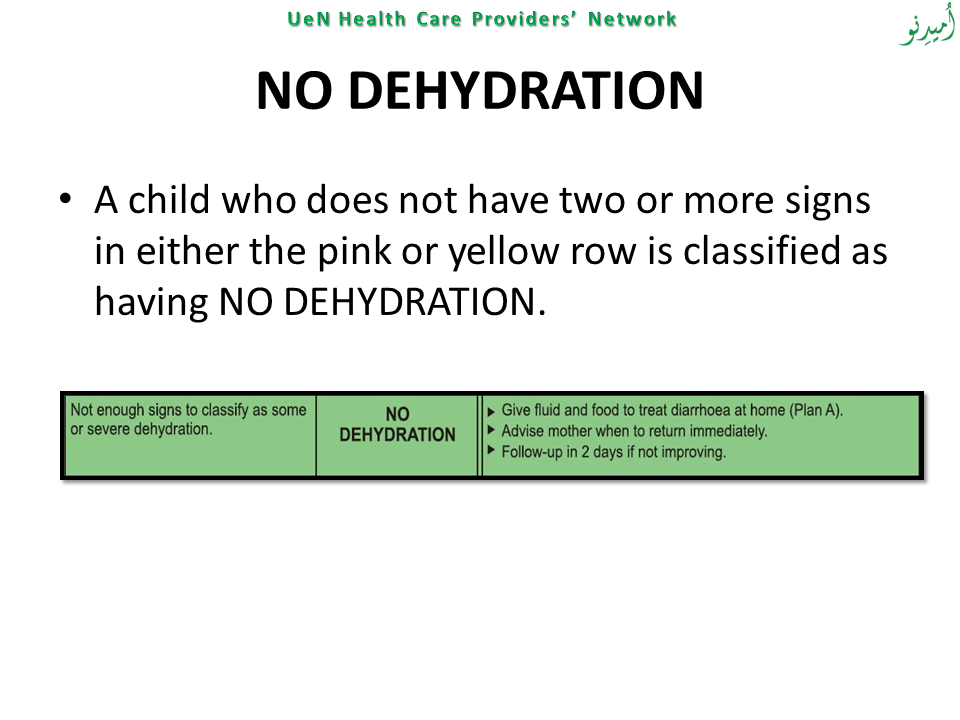 UeN Health Care Providers’ Network
اُمیدِنو
NO DEHYDRATION
• A child who does not have two or more signs
in either the pink or yellow row is classified as
having NO DEHYDRATION.
Not enough signs to classify as some
or severe dehydration.
NO
DEHYDRATION
▶ Give fluid and food to treat diarrhoea at home (Plan A).
▶ Advise mother when to return immediately.
▶ Follow-up in 2 days if not improving.